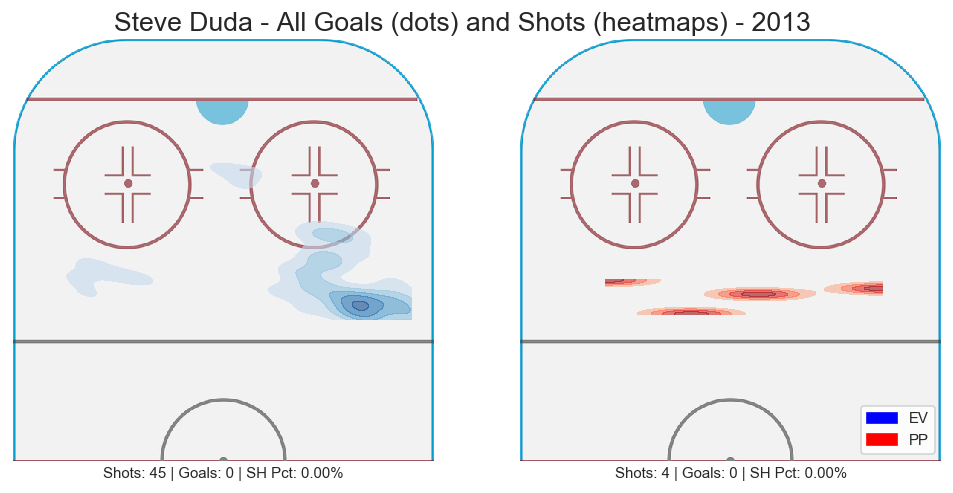 Steve Duda - All Goals (dots) and Shots (heatmaps) - 2013
EV
PP
Shots: 45 | Goals: 0 | SH Pct: 0.00%
Shots: 4 | Goals: 0 | SH Pct: 0.00%